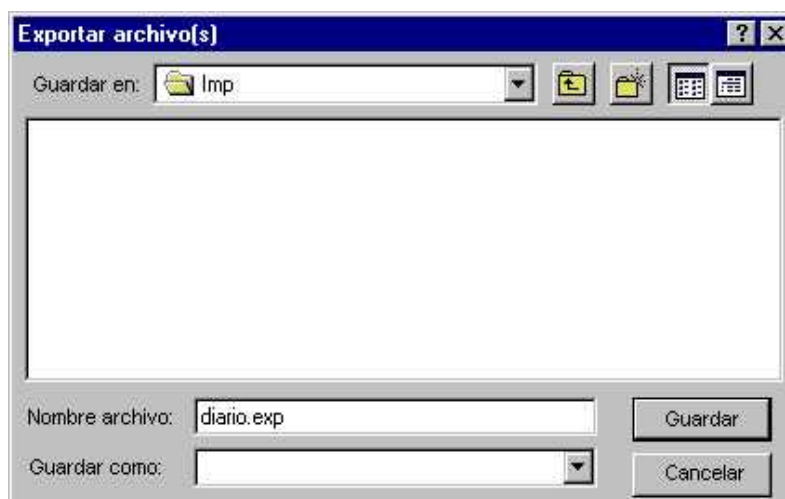 Exportar archivo(s)
Guardar en: Imp
Nombre archivo: diario.exp Guardar
Guardar como: Cancelar